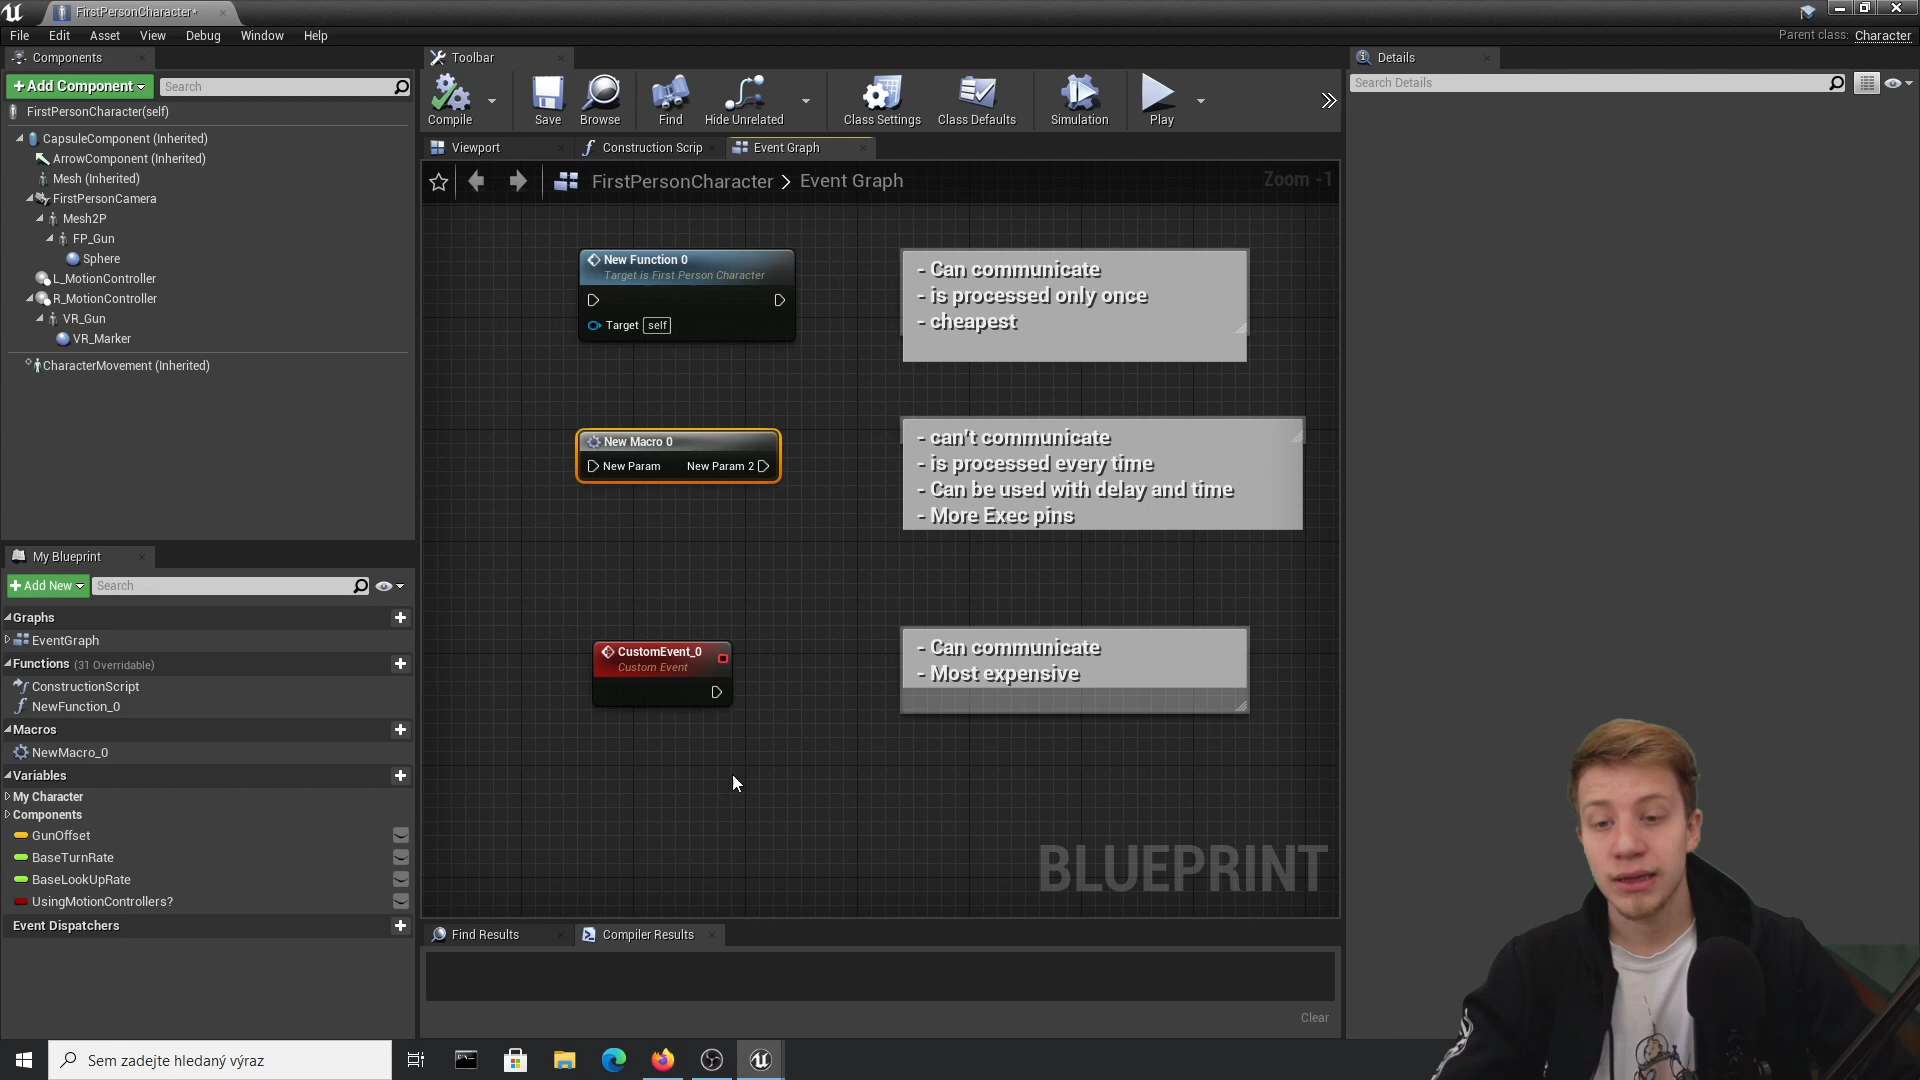 FirstPersonCharacter*
File Edit Asset View Debug Window Help
Parent class: Character
Components
Toolbar
Details
+ Add Component
Search
Search Details
FirstPersonCharacter(self)
CapsuleComponent (Inherited)
ArrowComponent (Inherited)
Mesh (Inherited)
FirstPersonCamera
Mesh2P
FP_Gun
Sphere
L_MotionController
R_MotionController
VR_Gun
VR_Marker
CharacterMovement (Inherited)
Compile Save Browse Find Hide Unrelated Class Settings Class Defaults Simulation Play
Viewport Construction Scrip Event Graph
FirstPersonCharacter > Event Graph
Zoom -1
New Function 0
Target is First Person Character
Target self
- Can communicate
- is processed only once
- cheapest
New Macro 0
New Param New Param 2
- can't communicate
- is processed every time
- Can be used with delay and time
- More Exec pins
CustomEvent_0
Custom Event
- Can communicate
- Most expensive
BLUEPRINT
My Blueprint
+ Add New
Search
Graphs
EventGraph
Functions (31 Overridable)
ConstructionScript
NewFunction_0
Macros
NewMacro_0
Variables
My Character
Components
GunOffset
BaseTurnRate
BaseLookUpRate
UsingMotionControllers?
Event Dispatchers
Find Results Compiler Results
Clear
Sem zadejte hledaný výraz